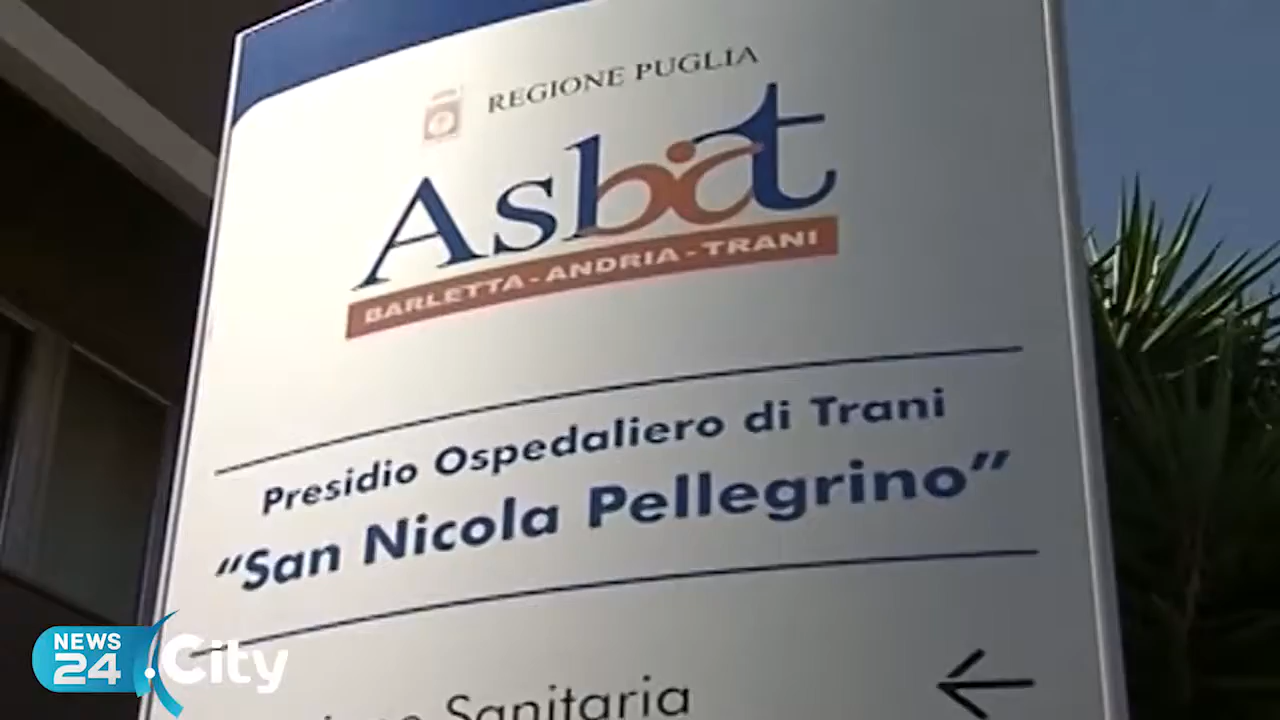 REGIONE PUGLIA
Asbat
BARLETTA - ANDRIA - TRANI
Presidio Ospedaliero di Trani
“San Nicola Pellegrino”
Sanitaria
NEWS
24
.City